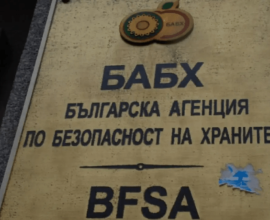 БАБХ
БЪЛГАРСКА АГЕНЦИЯ
ПО БЕЗОПАСНОСТ НА ХРАНИТЕ
BFSA